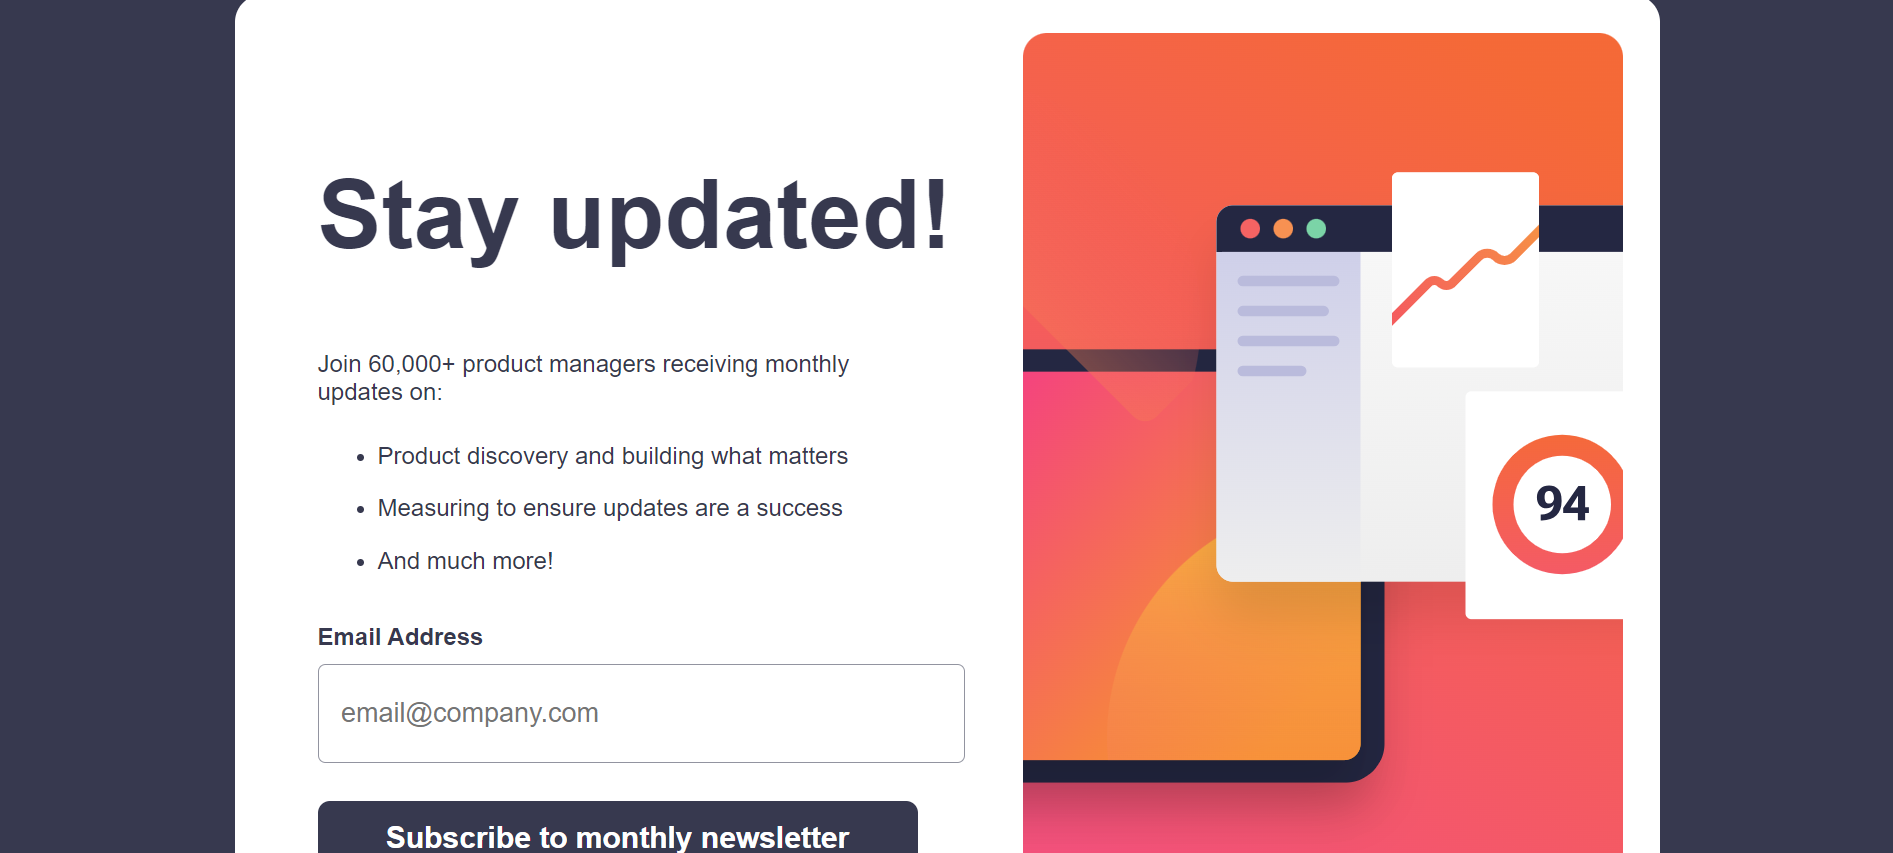 Stay updated!
Join 60,000+ product managers receiving monthly
updates on:
Product discovery and building what matters
Measuring to ensure updates are a success
And much more!
Email Address
email@company.com
Subscribe to monthly newsletter
94